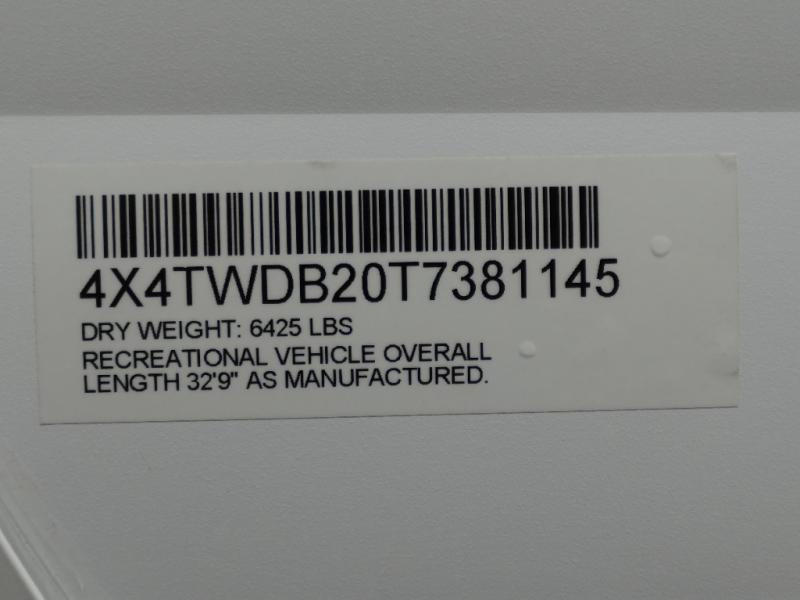 4X4TWDB20T7381145
DRY WEIGHT: 6425 LBS
RECREATIONAL VEHICLE OVERALL
LENGTH 32'9" AS MANUFACTURED.